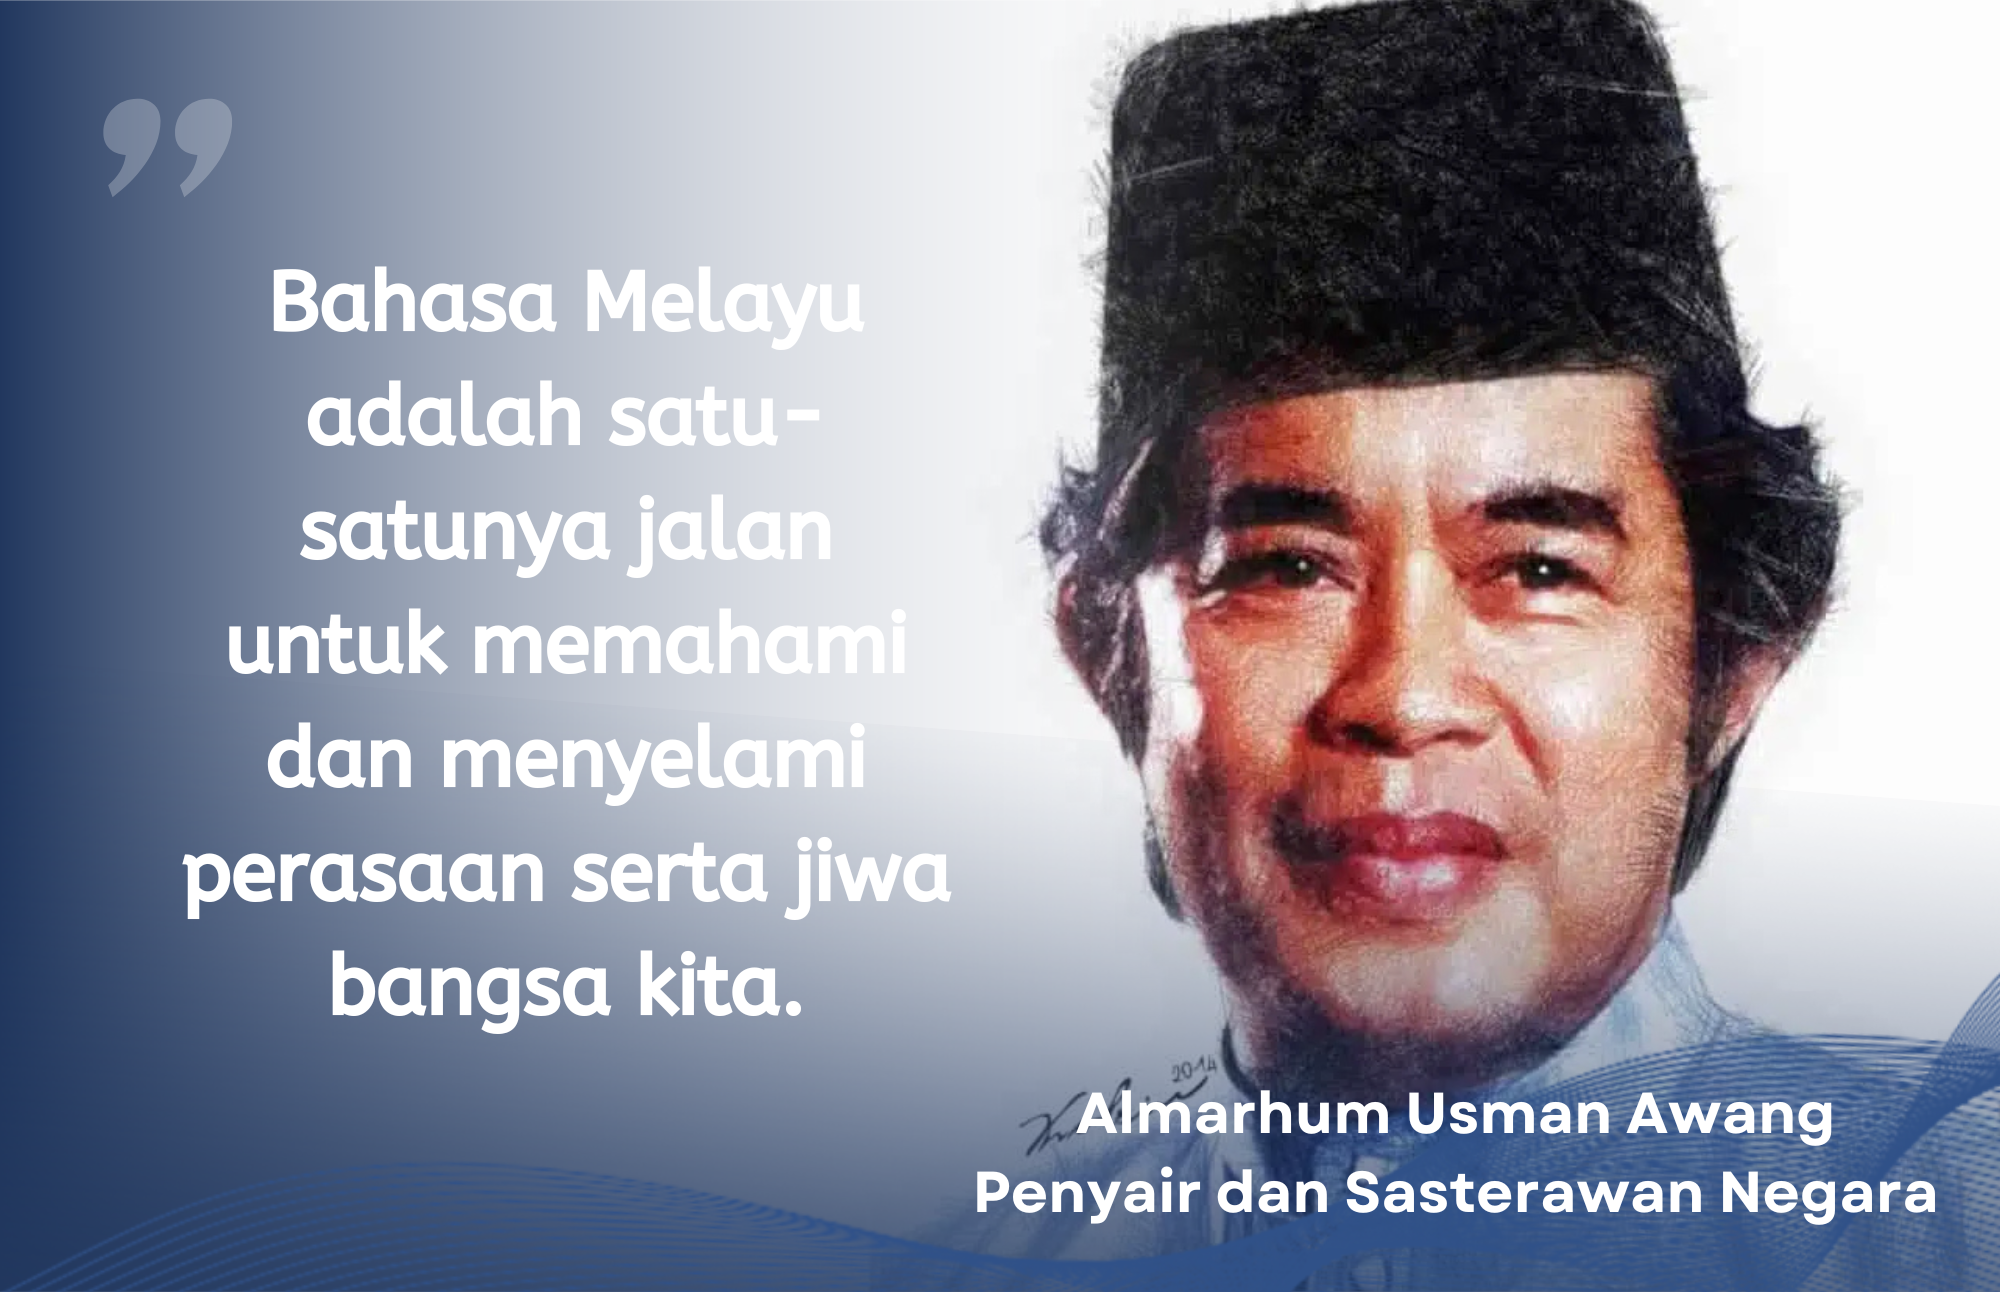 ”
Bahasa Melayu
adalah satu-
satunya jalan
untuk memahami
dan menyelami
perasaan serta jiwa
bangsa kita.
2014
Almarhum Usman Awang
Penyair dan Sasterawan Negara